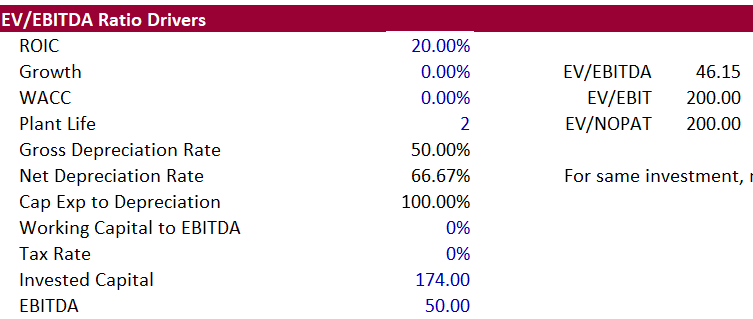 EV/EBITDA Ratio Drivers
ROIC 20.00%
Growth 0.00% EV/EBITDA 46.15
WACC 0.00% EV/EBIT 200.00
Plant Life 2 EV/NOPAT 200.00
Gross Depreciation Rate 50.00%
Net Depreciation Rate 66.67% For same investment,
Cap Exp to Depreciation 100.00%
Working Capital to EBITDA 0%
Tax Rate 0%
Invested Capital 174.00
EBITDA 50.00